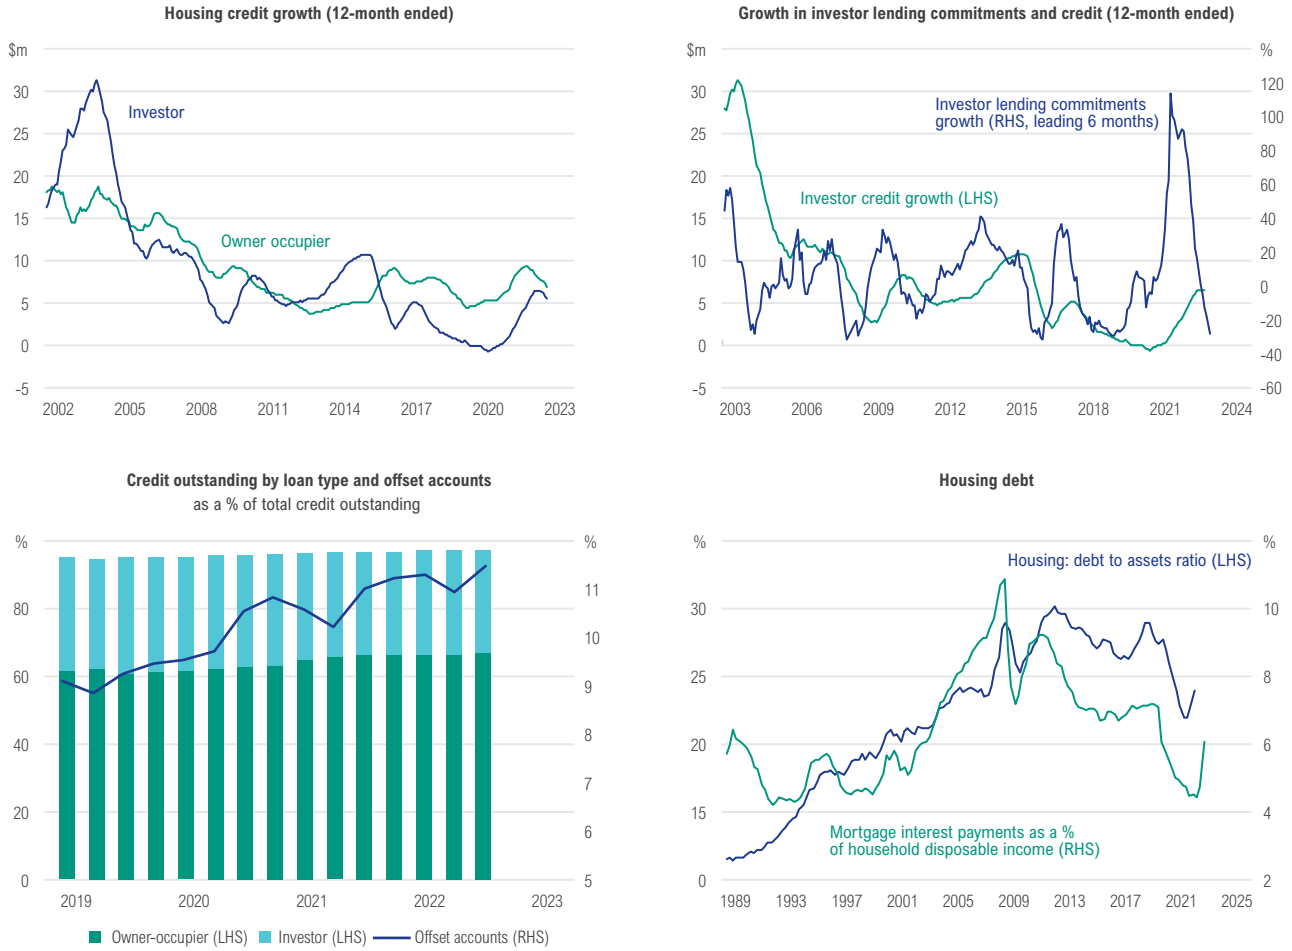 Housing credit growth (12-month ended)
$m
30
25
20
15
10
5
0
-5
Investor
Owner occupier
2002 2005 2008 2011 2014 2017 2020 2023
Growth in investor lending commitments and credit (12-month ended)
$m %
30
25
20
15
10
5
0
-5
120
100
80
60
40
20
0
-20
-40
-60
Investor lending commitments
growth (RHS, leading 6 months)
Investor credit growth (LHS)
2003 2006 2009 2012 2015 2018 2021 2024
Credit outstanding by loan type and offset accounts
as a % of total credit outstanding
% %
80
60
40
20
0
11
10
9
8
7
6
5
2019 2020 2021 2022 2023
Owner-occupier (LHS) Investor (LHS) Offset accounts (RHS)
Housing debt
% %
30
25
20
15
0
10
8
6
4
2
Housing: debt to assets ratio (LHS)
Mortgage interest payments as a %
of household disposable income (RHS)
1989 1993 1997 2001 2005 2009 2013 2017 2021 2025